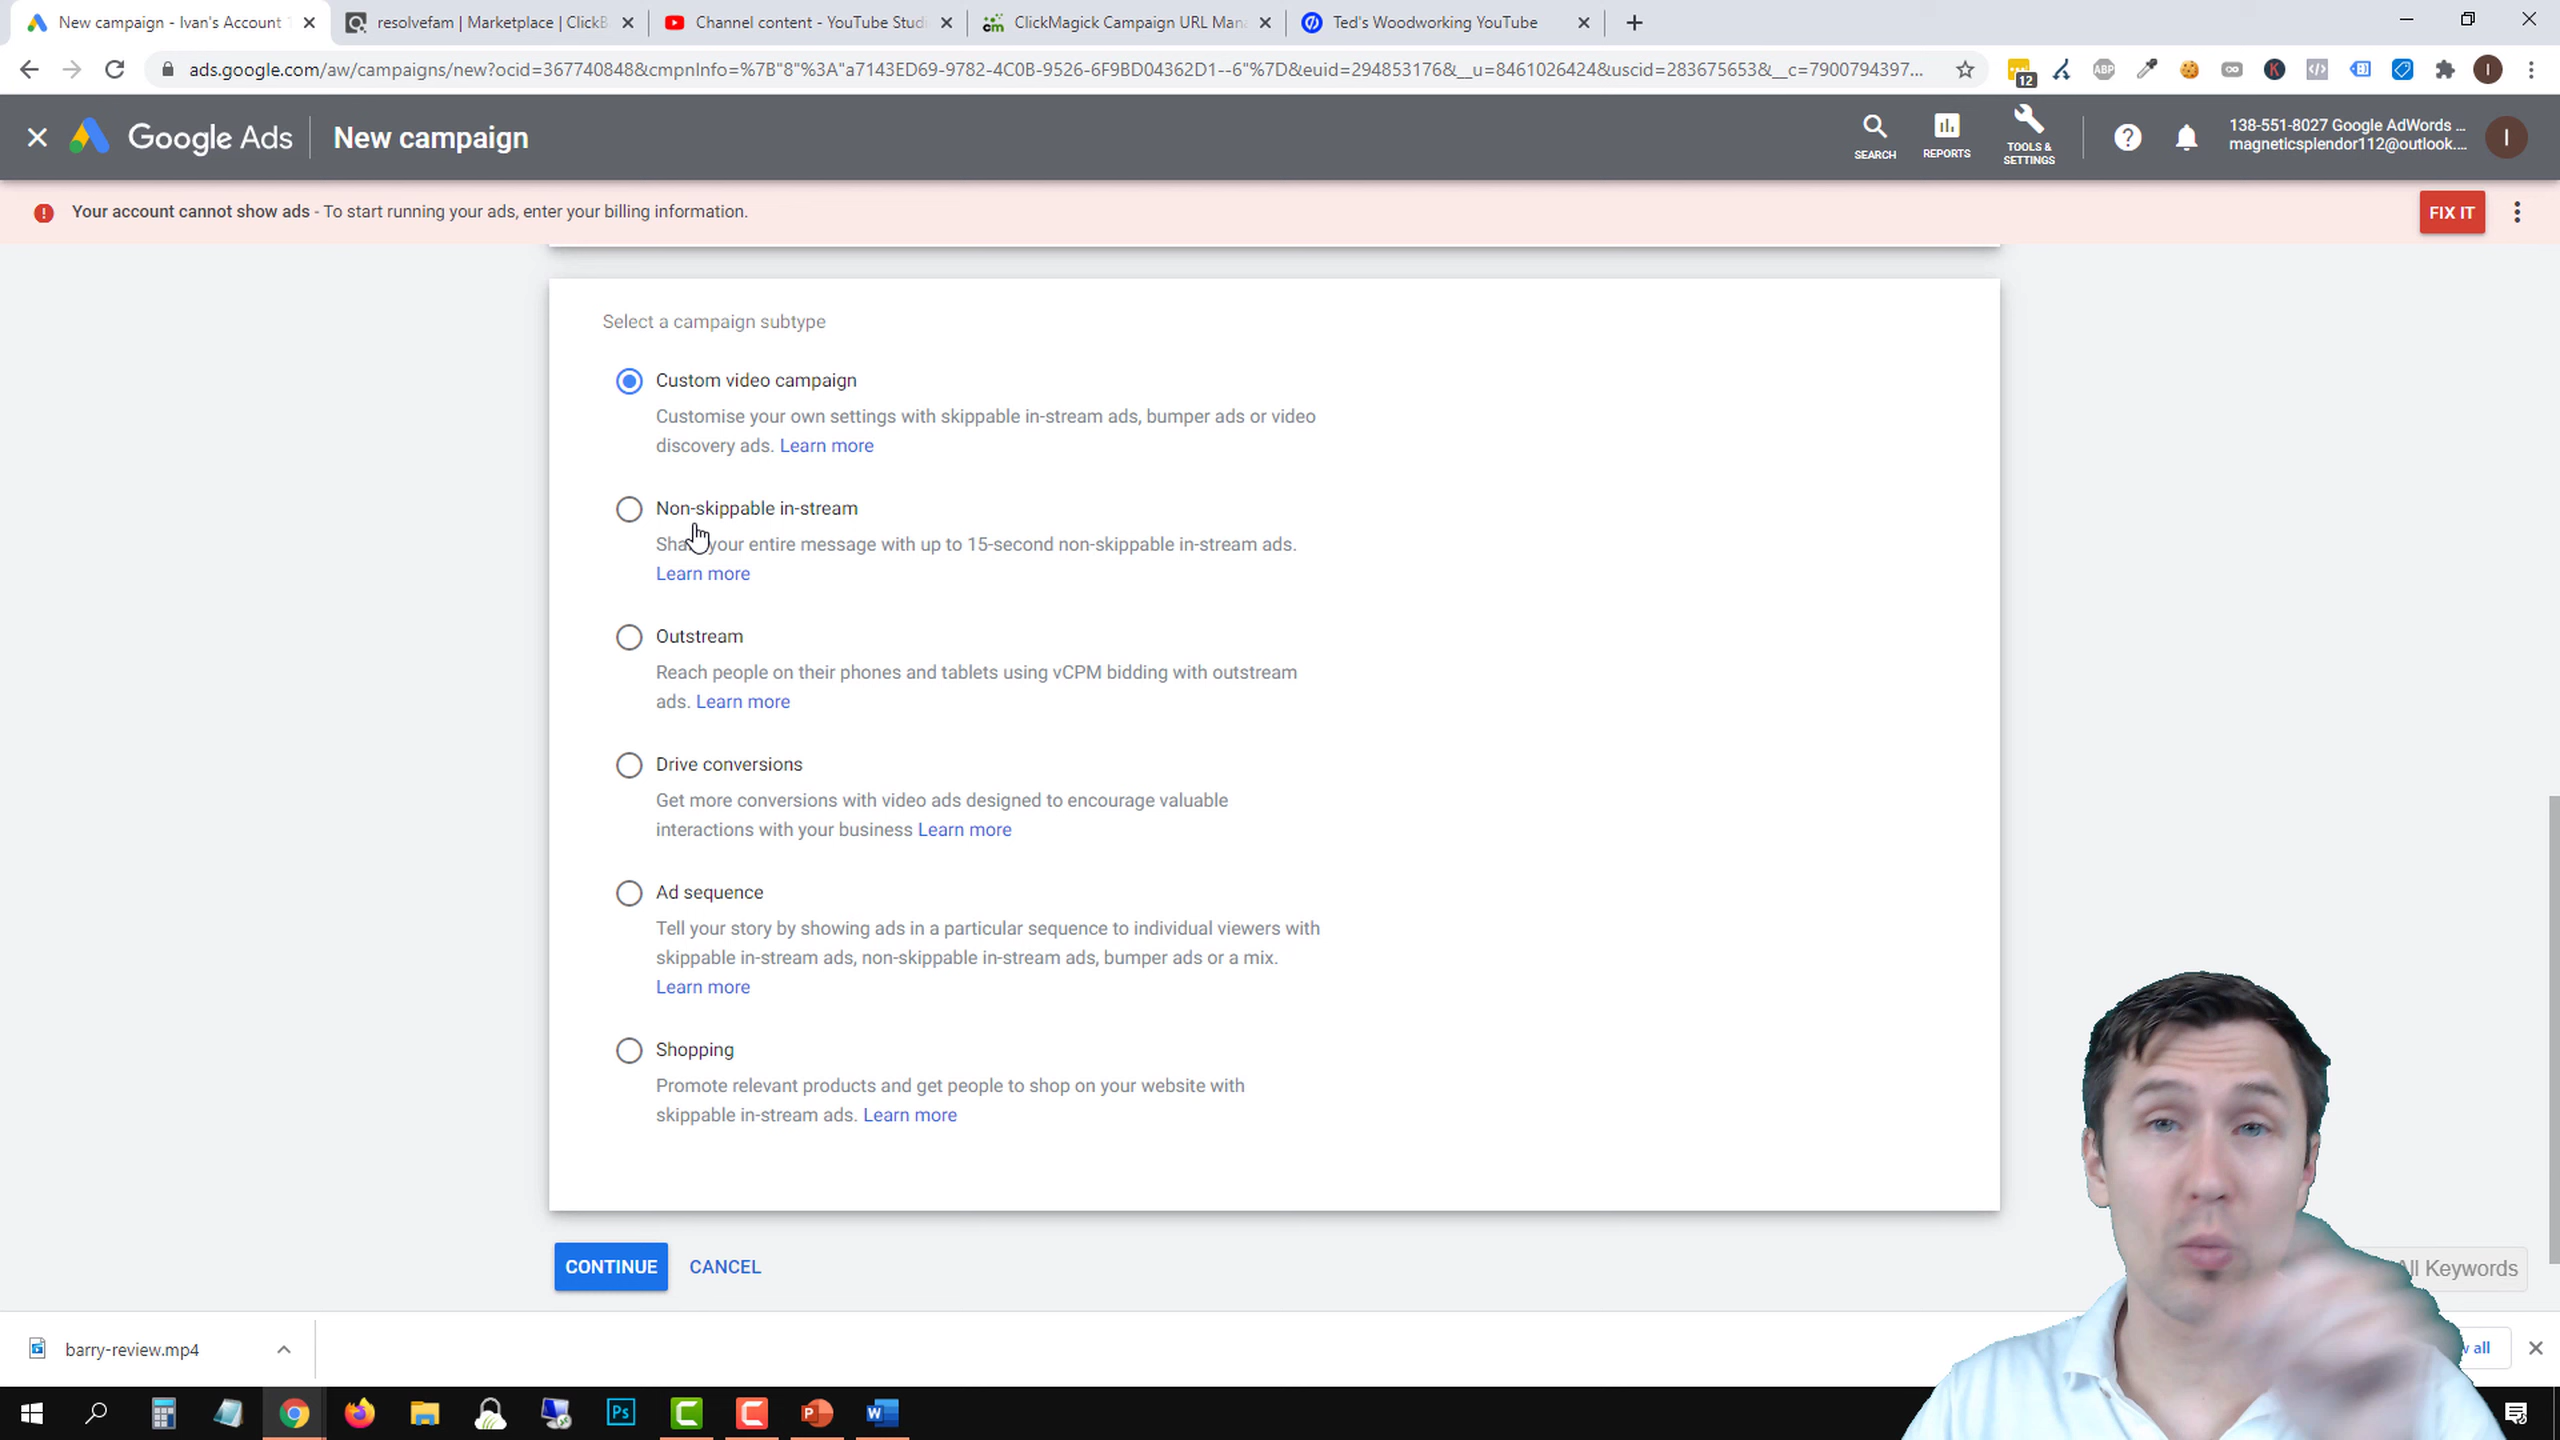 New campaign - Ivan's Account
resolvefam | Marketplace | ClickB
Channel content - YouTube Studi
ClickMagick Campaign URL Mana
Ted's Woodworking YouTube
ads.google.com/aw/campaigns/new?ocid=367740848&cmpnInfo=%7B"8"%3A"a7143ED69-9782-4C0B-9526-6F9BD04362D1--6"%7D&euid=294853176&__u=8461026424&uscid=283675653&__c=7900794397...
12
ABP
K
I
Google Ads
New campaign
SEARCH
REPORTS
TOOLS &
SETTINGS
138-551-8027 Google AdWords ...
magneticsplendor112@outlook....
I
Your account cannot show ads - To start running your ads, enter your billing information.
FIX IT
Select a campaign subtype
Custom video campaign
Customise your own settings with skippable in-stream ads, bumper ads or video
discovery ads. Learn more
Non-skippable in-stream
your entire message with up to 15-second non-skippable in-stream ads.
Learn more
Outstream
Reach people on their phones and tablets using vCPM bidding with outstream
ads. Learn more
Drive conversions
Get more conversions with video ads designed to encourage valuable
interactions with your business Learn more
Ad sequence
Tell your story by showing ads in a particular sequence to individual viewers with
skippable in-stream ads, non-skippable in-stream ads, bumper ads or a mix.
Learn more
Shopping
Promote relevant products and get people to shop on your website with
skippable in-stream ads. Learn more
CONTINUE
CANCEL
All Keywords
barry-review.mp4
all
Ps
C
C
P
W